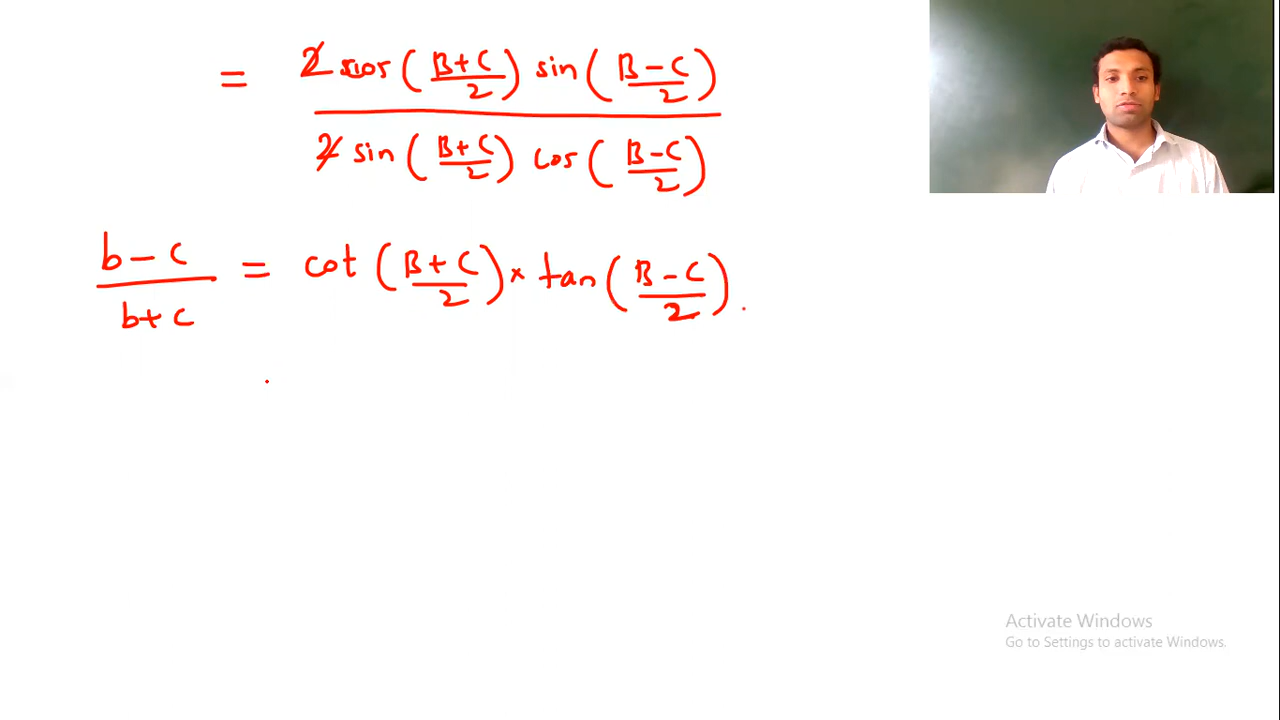 = 2 cos(B+C/2) sin(B-C/2)
2 sin(B+C/2) cos(B-C/2)
b-c/b+c = cot(B+C/2) × tan(B-C/2).
Activate Windows
Go to Settings to activate Windows.